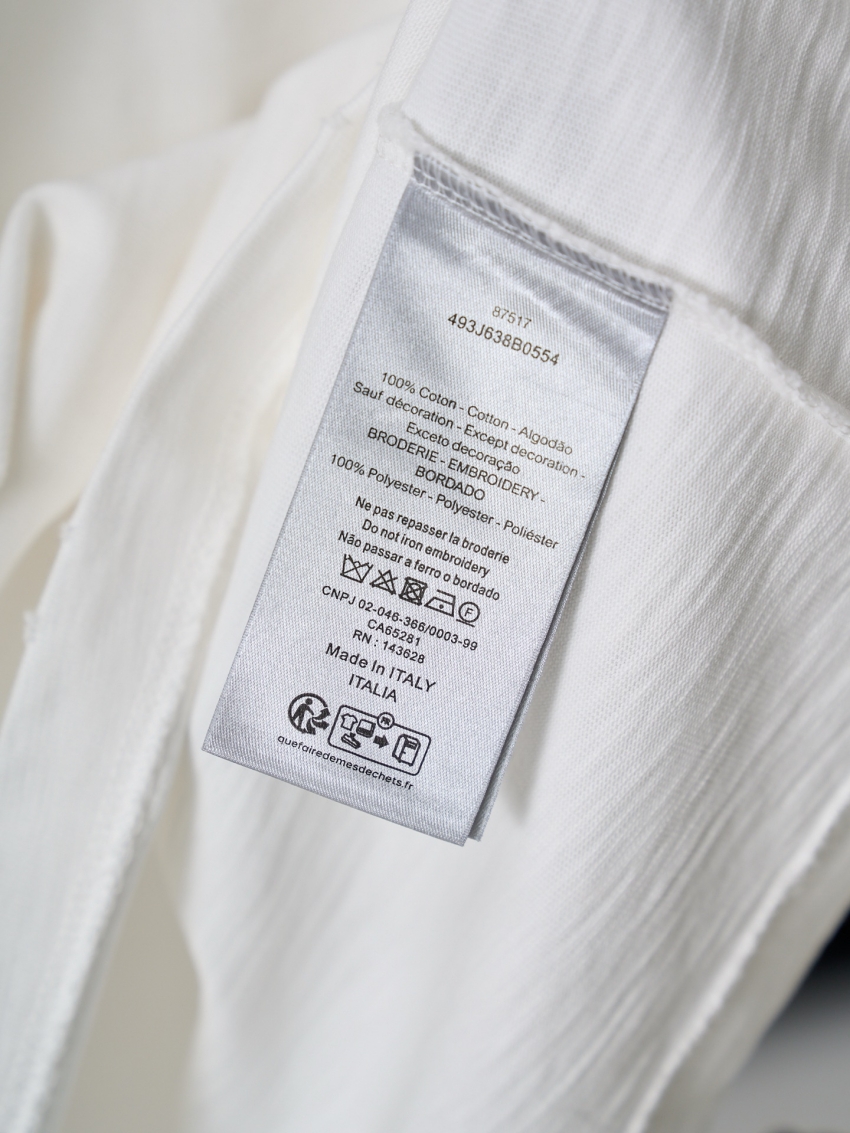 87517
493J638B0554
100% Coton - Cotton - Algodão
Sauf décoration - Except decoration -
Exceto decoração
BRODERIE - EMBROIDERY -
BORDADO
100% Polyester - Polyester - Poliéster
Ne pas repasser la broderie
Do not iron embroidery
Não passar a ferro o bordado
F
CNPJ 02-046-366/0003-99
CA65281
RN : 143628
Made In ITALY
ITALIA
FR
quefairedemesdechets.fr